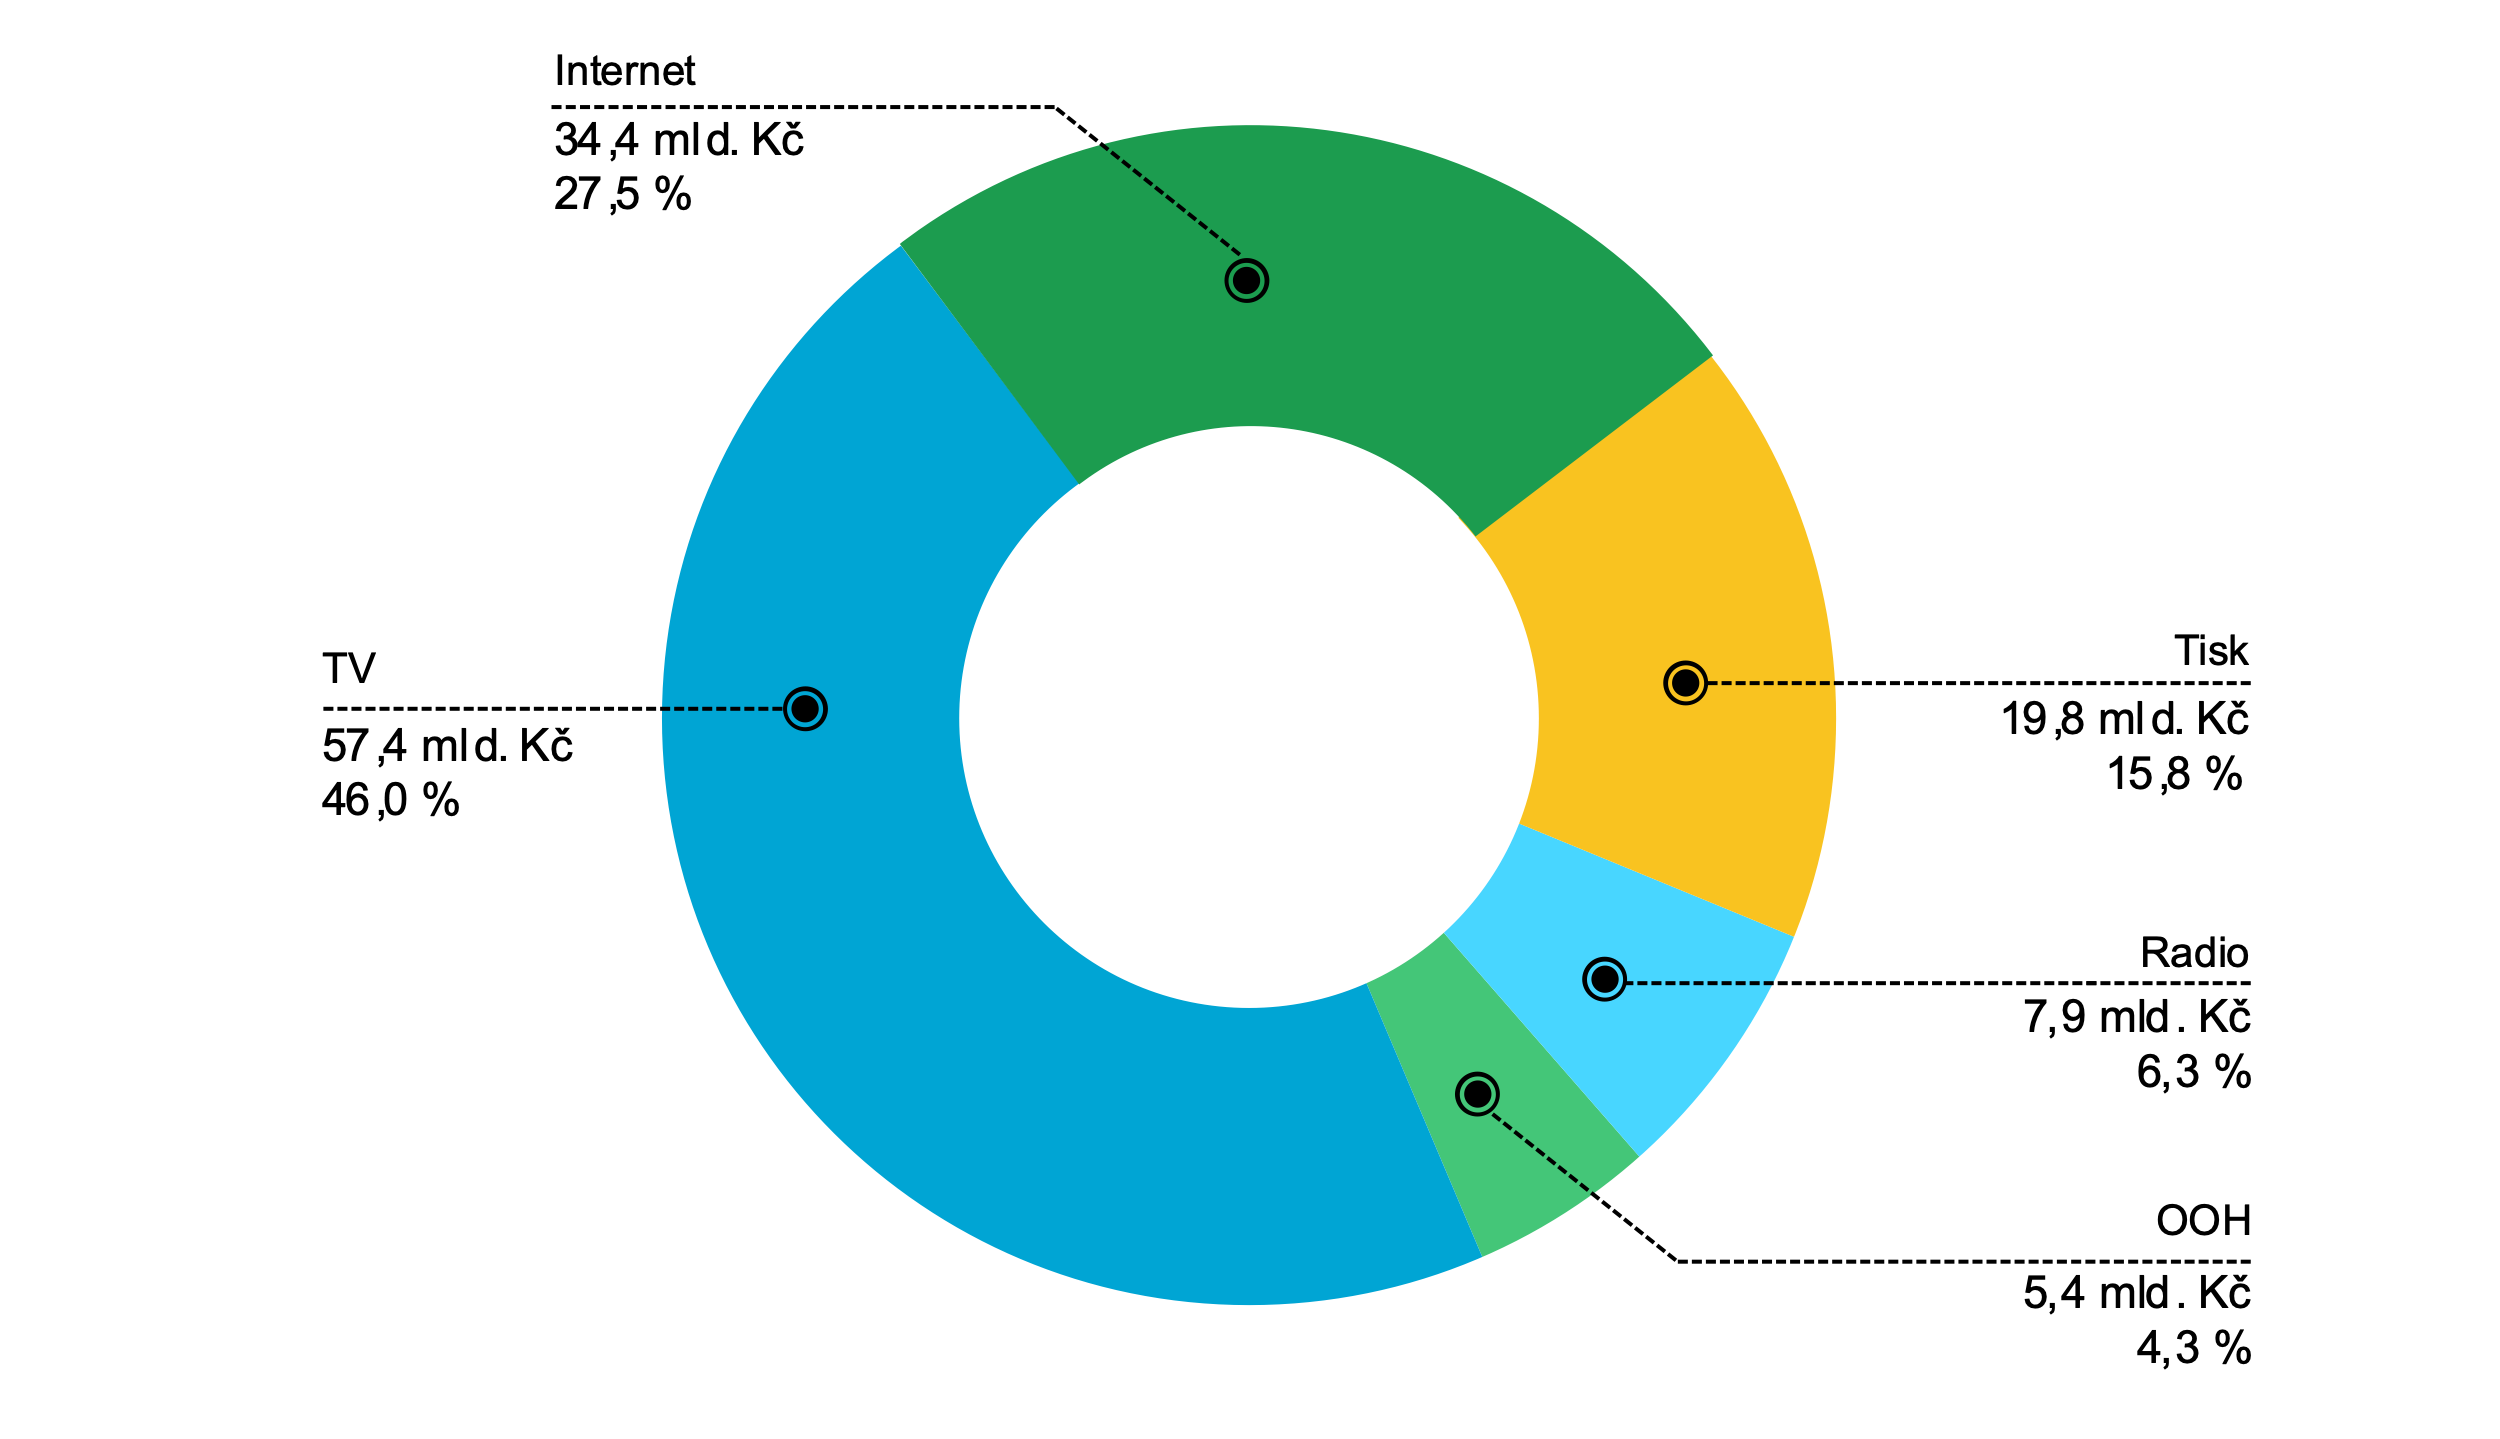 Internet
34,4 mld. Kč
27,5 %
TV
57,4 mld. Kč
46,0 %
Tisk
19,8 mld. Kč
15,8 %
Radio
7,9 mld. Kč
6,3 %
OOH
5,4 mld. Kč
4,3 %